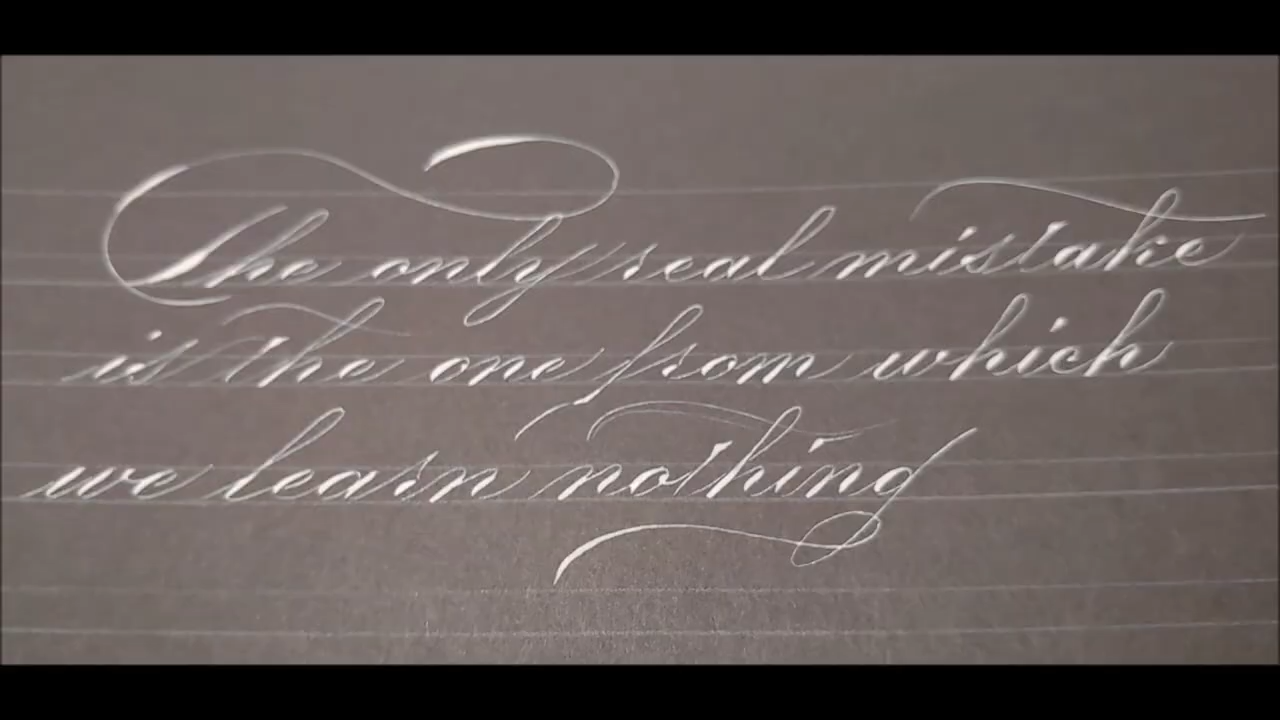 The only real mistake
is the one from which
we learn nothing